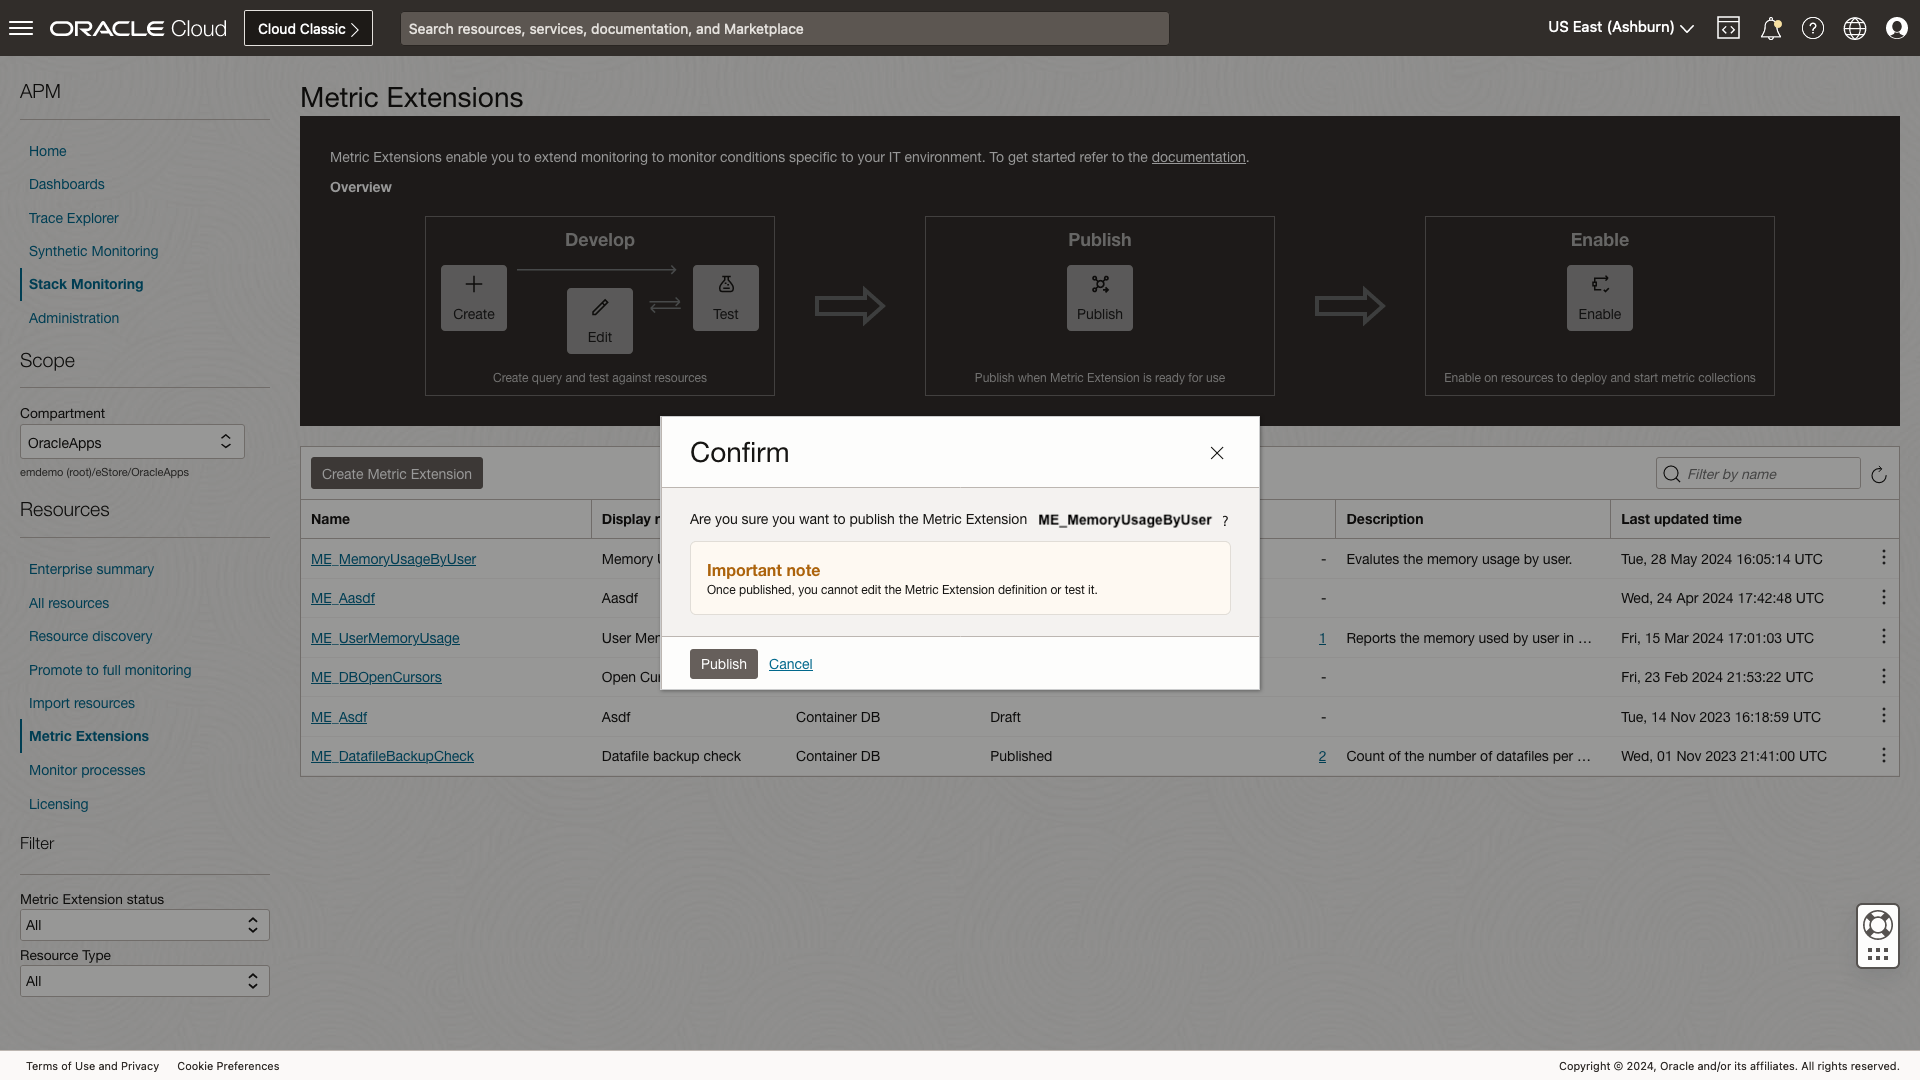 ORACLE Cloud
Cloud Classic
Search resources, services, documentation, and Marketplace
US East (Ashburn)
APM
Home
Dashboards
Trace Explorer
Synthetic Monitoring
Stack Monitoring
Administration
Scope
Compartment
OracleApps
emdemo (root)/eStore/OracleApps
Resources
Enterprise summary
All resources
Resource discovery
Promote to full monitoring
Import resources
Metric Extensions
Monitor processes
Licensing
Filter
Metric Extension status
All
Resource Type
All
Metric Extensions
Metric Extensions enable you to extend monitoring to monitor conditions specific to your IT environment. To get started refer to the documentation.
Overview
Develop
Create
Edit
Test
Create query and test against resources
Publish
Publish
Publish when Metric Extension is ready for use
Enable
Enable
Enable on resources to deploy and start metric collections
Create Metric Extension
Filter by name
Name Display Description Last updated time
ME_MemoryUsageByUser Memory - Evalutes the memory usage by user. Tue, 28 May 2024 16:05:14 UTC
ME_Aasdf Aasdf - Wed, 24 Apr 2024 17:42:48 UTC
ME_UserMemoryUsage User 1 Reports the memory used by user in ... Fri, 15 Mar 2024 17:01:03 UTC
ME_DBOpenCursors Open - Fri, 23 Feb 2024 21:53:22 UTC
ME_Asdf Asdf Container DB Draft - Tue, 14 Nov 2023 16:18:59 UTC
ME_DatafileBackupCheck Datafile backup check Container DB Published 2 Count of the number of datafiles per ... Wed, 01 Nov 2023 21:41:00 UTC
Confirm
Are you sure you want to publish the Metric Extension ME_MemoryUsageByUser ?
Important note
Once published, you cannot edit the Metric Extension definition or test it.
Publish Cancel
Terms of Use and Privacy Cookie Preferences
Copyright © 2024, Oracle and/or its affiliates. All rights reserved.